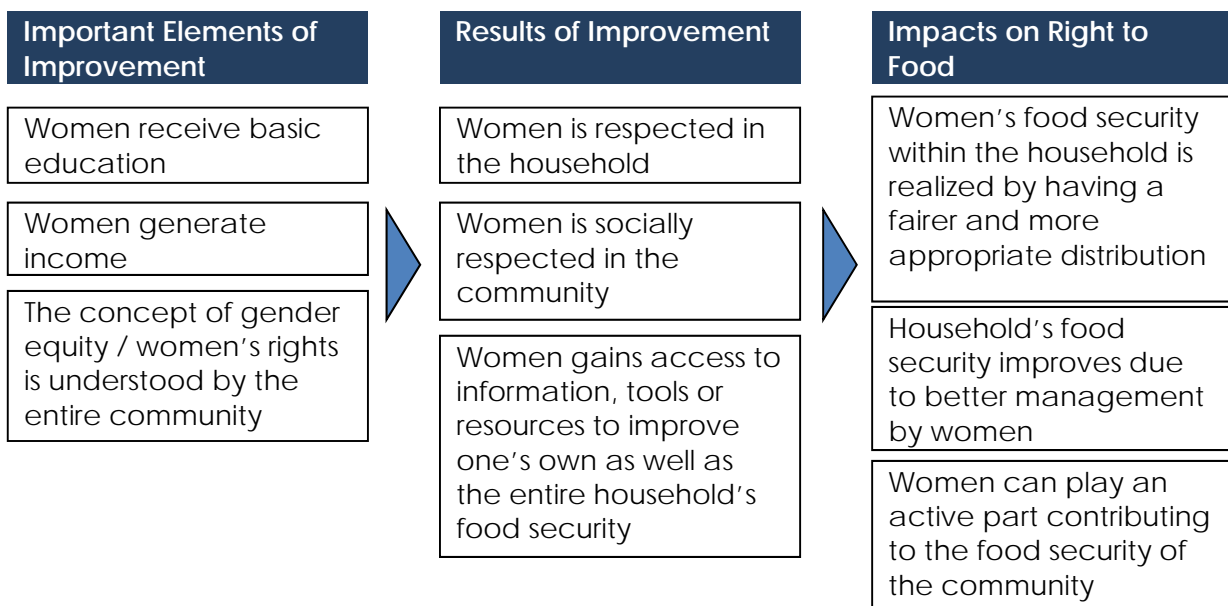 Important Elements of
Improvement
Women receive basic
education
Women generate
income
The concept of gender
equity / women's rights
is understood by the
entire community
Results of Improvement
Women is respected in
the household
Women is socially
respected in the
community
Women gains access to
information, tools or
resources to improve
one's own as well as
the entire household's
food security
Impacts on Right to
Food
Women's food security
within the household is
realized by having a
fairer and more
appropriate distribution
Household's food
security improves due
to better management
by women
Women can play an
active part contributing
to the food security of
the community